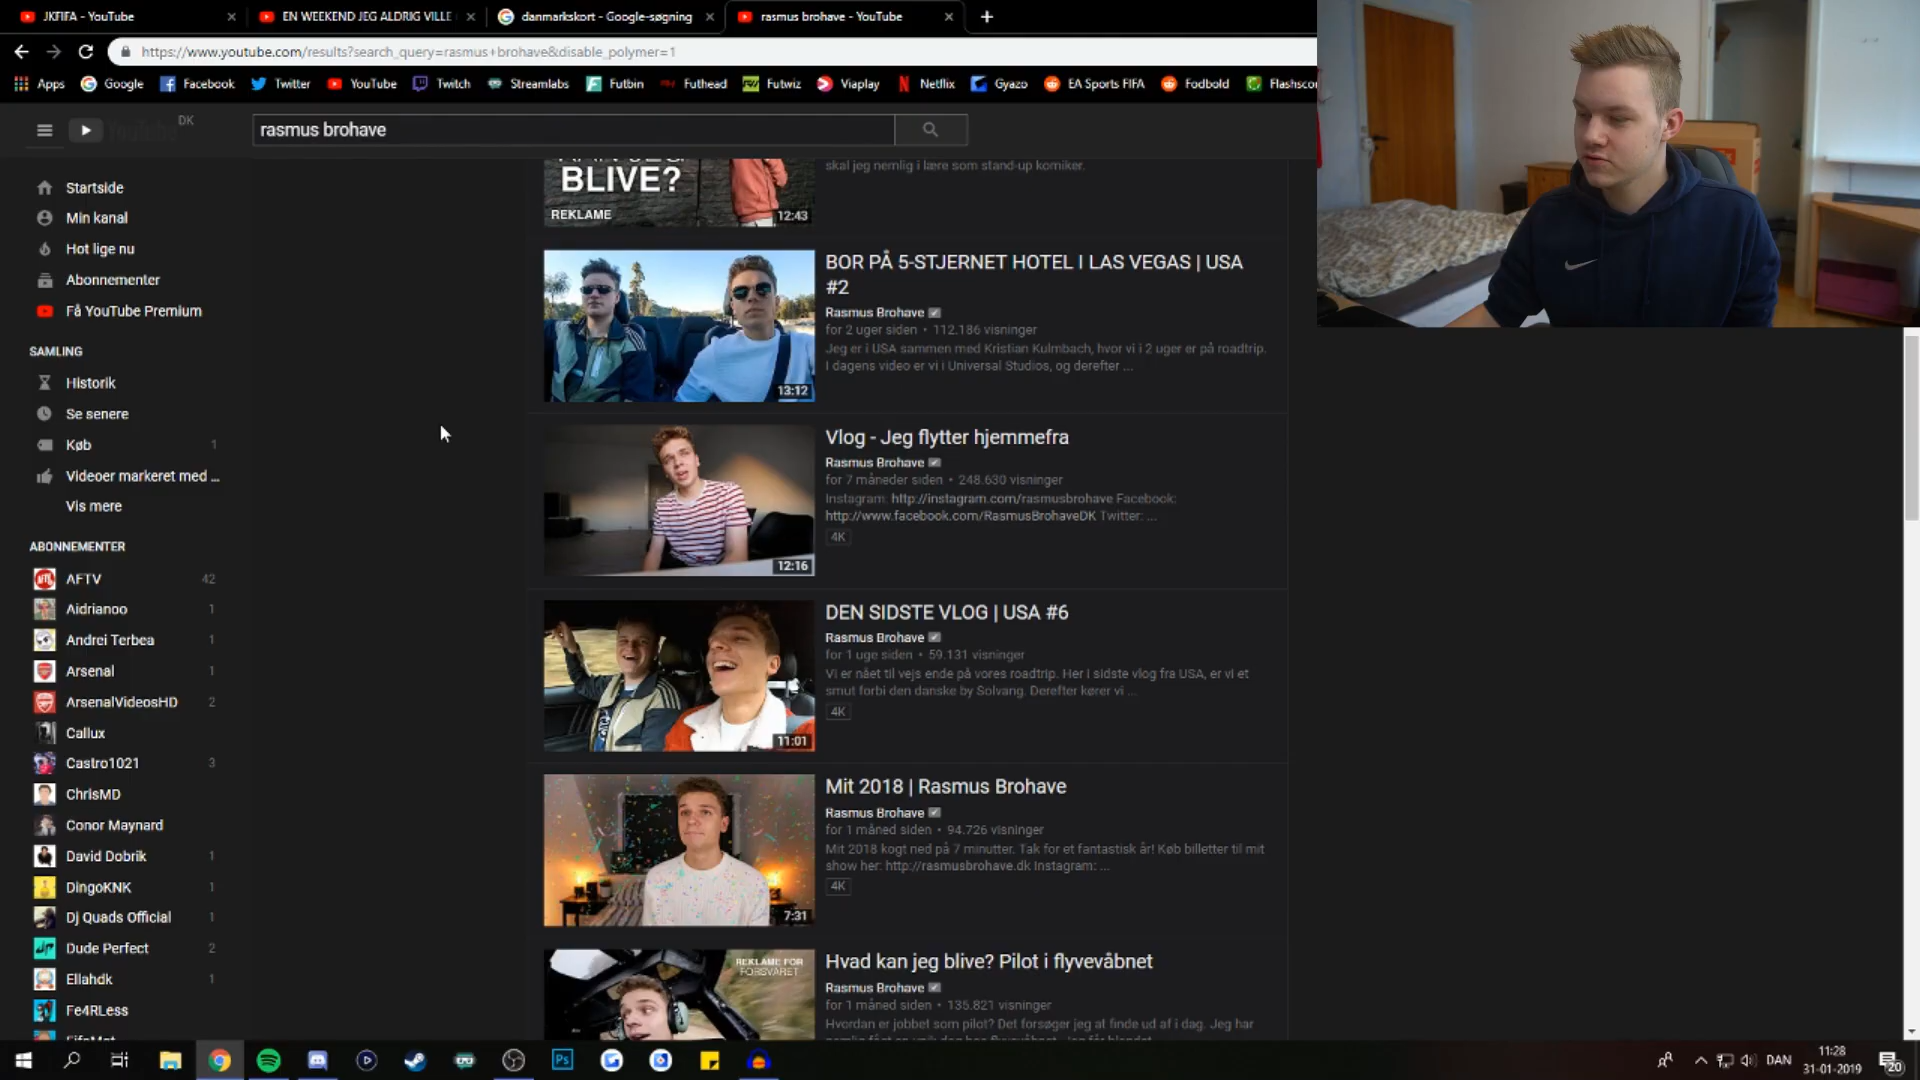 JKFIFA - YouTube
EN WEEKEND JEG ALDRIG VILLE
danmarkskort - Google-søgning
rasmus brohave - YouTube
https://www.youtube.com/results?search_query=rasmus+brohave&disable_polymer=1
Apps Google Facebook Twitter YouTube Twitch Streamlabs Futbin Futhead Futwiz Viaplay Netflix Gyazo EA Sports FIFA Fodbold Flashscor
YouTube DK
rasmus brohave
Startside
Min kanal
Hot lige nu
Abonnementer
Få YouTube Premium
SAMLING
Historik
Se senere
Køb 1
Videoer markeret med ...
Vis mere
ABONNEMENTER
AFTV 42
Aidrianoo 1
Andrei Terbea 1
Arsenal 1
ArsenalVideosHD 2
Callux
Castro1021 3
ChrisMD
Conor Maynard
David Dobrik 1
DingoKNK 1
Dj Quads Official 1
Dude Perfect 2
Ellahdk 1
Fe4RLess
BLIVE?
REKLAME
12:43
skal jeg nemlig i lære som stand-up komiker.
13:12
BOR PÅ 5-STJERNET HOTEL I LAS VEGAS | USA
#2
Rasmus Brohave
for 2 uger siden • 112.186 visninger
Jeg er i USA sammen med Kristian Kulmbach, hvor vi i 2 uger er på roadtrip.
I dagens video er vi i Universal Studios, og derefter ...
12:16
Vlog - Jeg flytter hjemmefra
Rasmus Brohave
for 7 måneder siden • 248.630 visninger
Instagram: http://instagram.com/rasmusbrohave Facebook:
http://www.facebook.com/RasmusBrohaveDK Twitter: ...
4K
11:01
DEN SIDSTE VLOG | USA #6
Rasmus Brohave
for 1 uge siden • 59.131 visninger
Vi er nået til vejs ende på vores roadtrip. Her i sidste vlog fra USA, er vi et
smut forbi den danske by Solvang. Derefter kører vi ...
4K
7:31
Mit 2018 | Rasmus Brohave
Rasmus Brohave
for 1 måned siden • 94.726 visninger
Mit 2018 kogt ned på 7 minutter. Tak for et fantastisk år! Køb billetter til mit
show her: http://rasmusbrohave.dk Instagram: ...
4K
REKLAME FOR
FORSVARET
Hvad kan jeg blive? Pilot i flyvevåbnet
Rasmus Brohave
for 1 måned siden • 135.821 visninger
Hvordan er jobbet som pilot? Det forsøger jeg at finde ud af i dag. Jeg har
Ps
DAN
11:28
31-01-2019
20